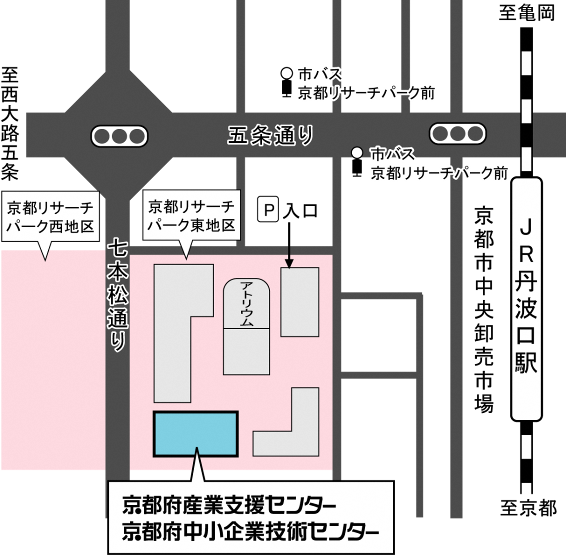 至亀岡
至西大路五条
市バス
京都リサーチパーク前
五条通り
市バス
京都リサーチパーク前
京都リサーチ
パーク西地区
京都リサーチ
パーク東地区
P 入口
七本松通り
アトリウム
京都市中央卸売市場
JR丹波口駅
京都府産業支援センター
京都府中小企業技術センター
至京都